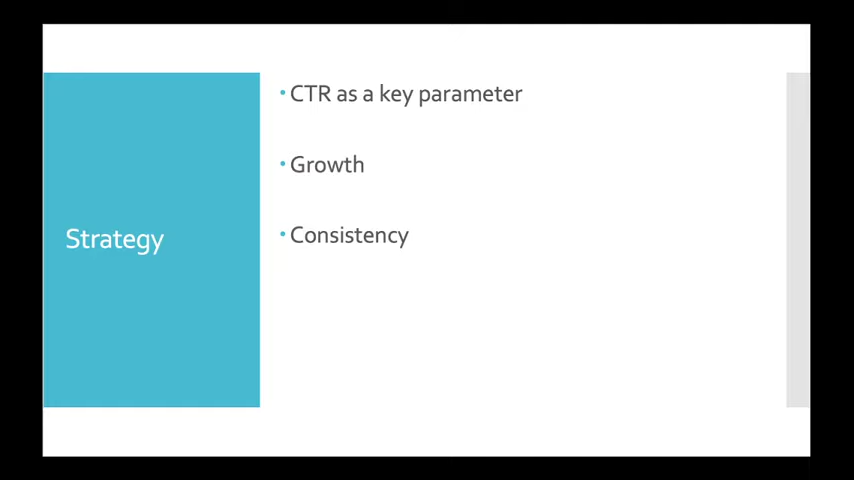 Strategy
• CTR as a key parameter
• Growth
• Consistency